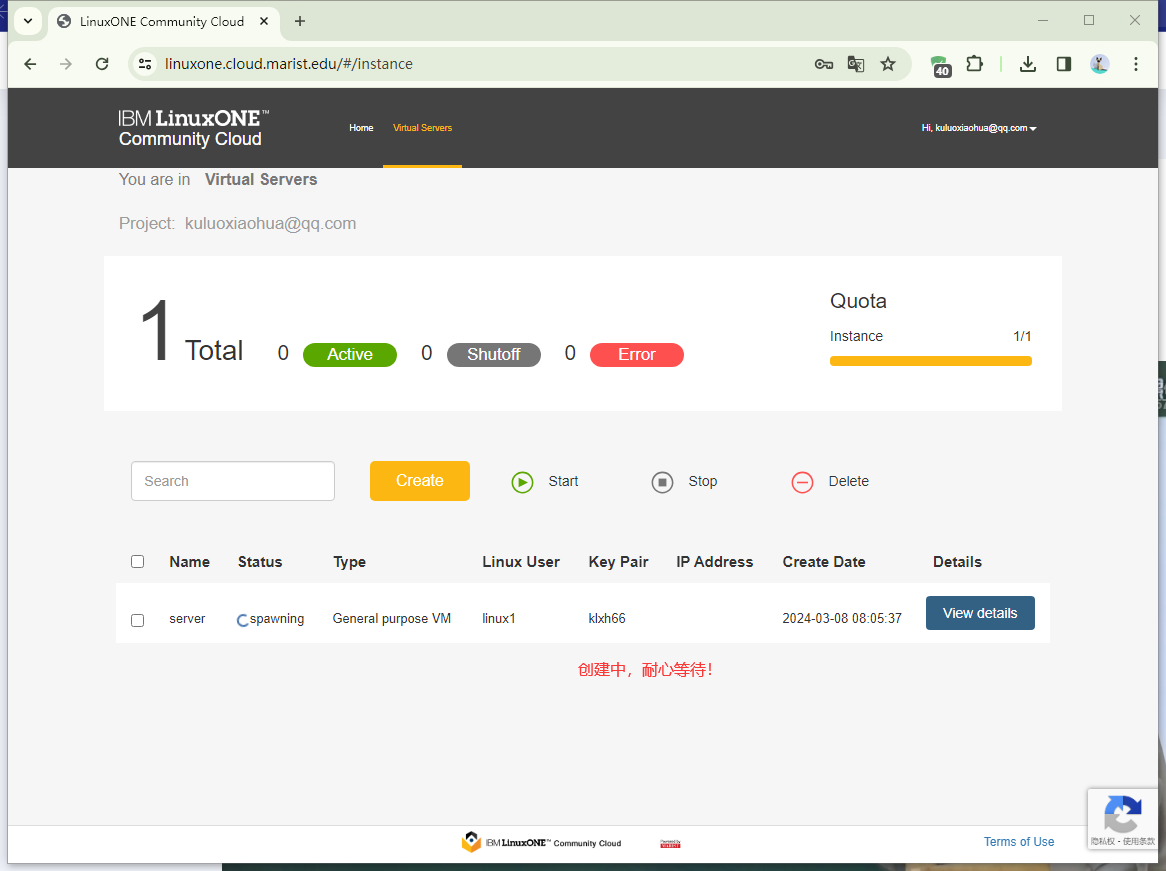 LinuxONE Community Cloud
linuxone.cloud.marist.edu/#/instance
40
IBM LinuxONE™
Community Cloud
Home
Virtual Servers
Hi, kuluoxiaohua@qq.com
You are in Virtual Servers
Project: kuluoxiaohua@qq.com
1 Total 0 Active 0 Shutoff 0 Error
Quota
Instance 1/1
Search
Create
Start
Stop
Delete
Name Status Type Linux User Key Pair IP Address Create Date Details
server spawning General purpose VM linux1 klxh66 2024-03-08 08:05:37 View details
创建中，耐心等待！
IBM LinuxONE™ Community Cloud
Terms of Use
隐私权 - 使用条款